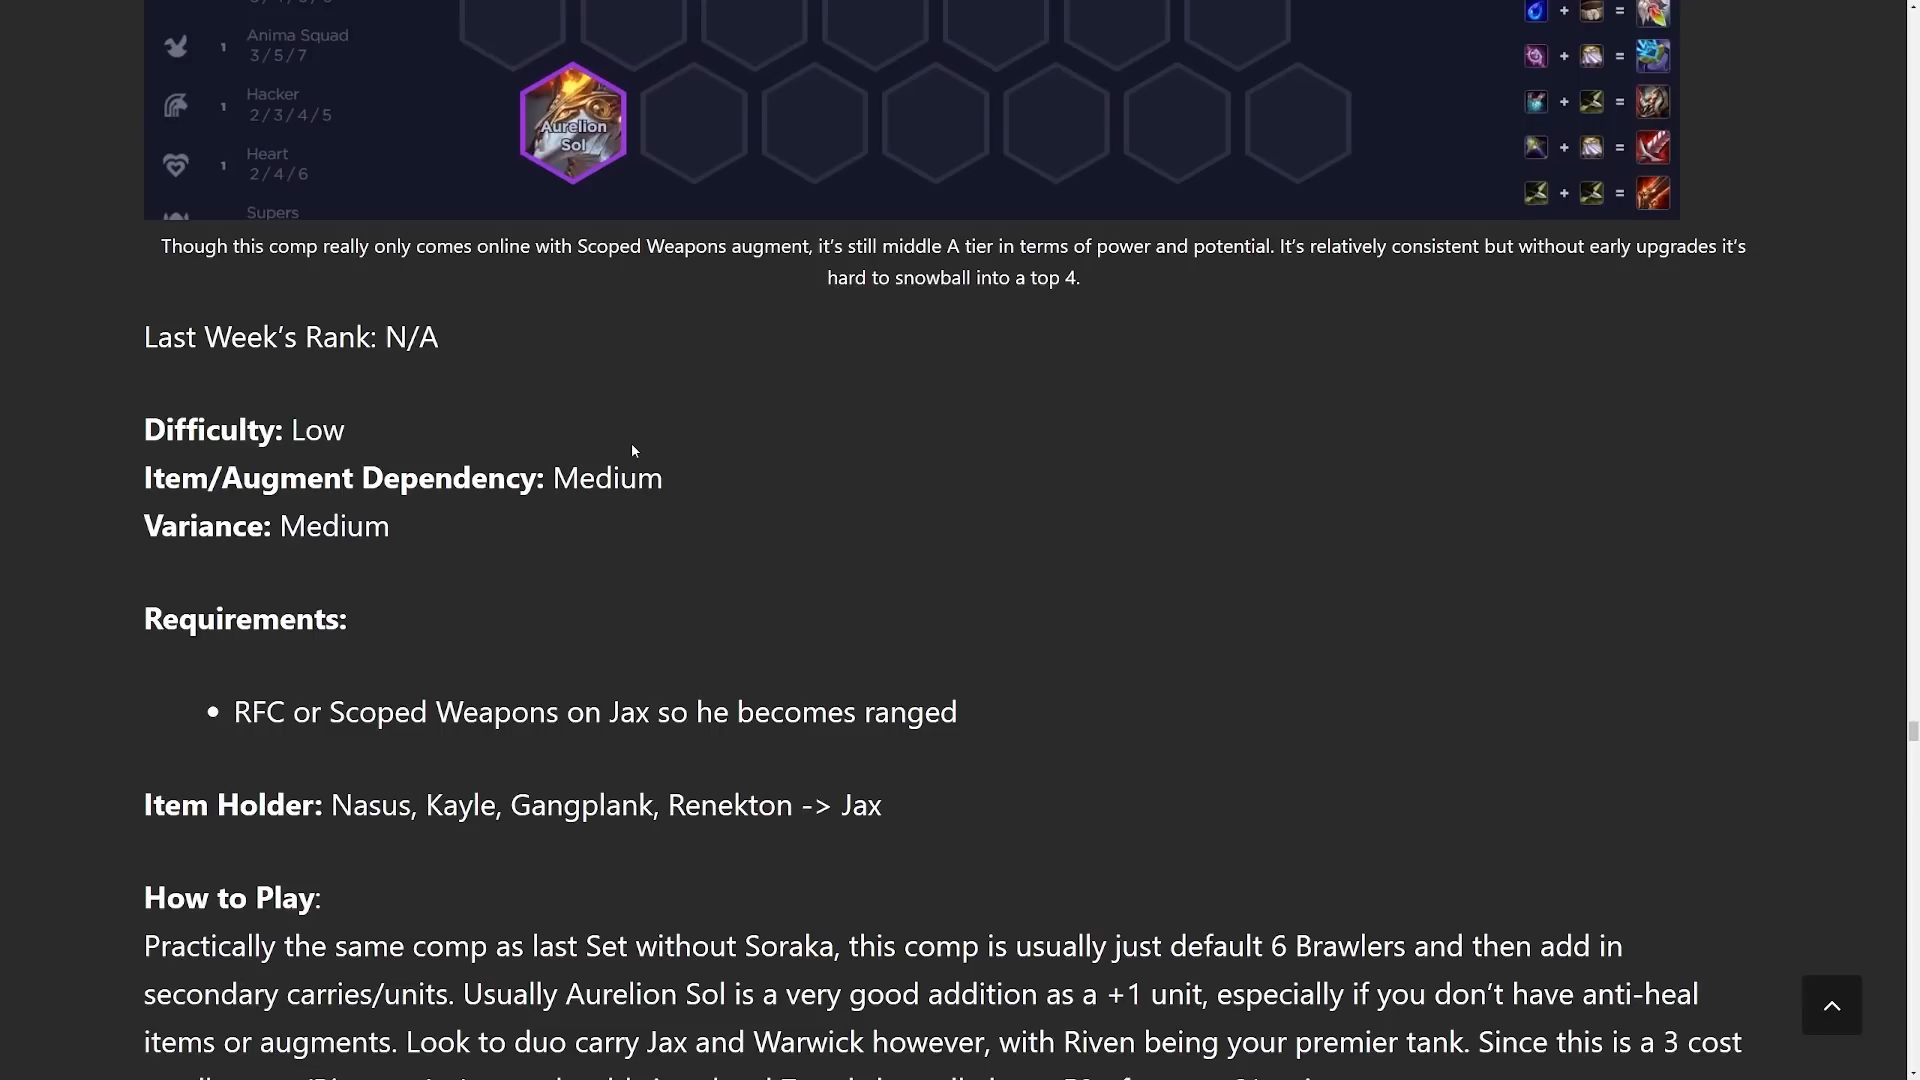 Anima Squad
1
3 / 5 / 7
Hacker
1
2 / 3 / 4 / 5
Heart
1
2 / 4 / 6
Supers
Aurelion
Sol
+ =
+ =
+ =
+ =
+ =
Though this comp really only comes online with Scoped Weapons augment, it’s still middle A tier in terms of power and potential. It’s relatively consistent but without early upgrades it’s
hard to snowball into a top 4.
Last Week’s Rank: N/A
Difficulty: Low
Item/Augment Dependency: Medium
Variance: Medium
Requirements:
• RFC or Scoped Weapons on Jax so he becomes ranged
Item Holder: Nasus, Kayle, Gangplank, Renekton -> Jax
How to Play:
Practically the same comp as last Set without Soraka, this comp is usually just default 6 Brawlers and then add in
secondary carries/units. Usually Aurelion Sol is a very good addition as a +1 unit, especially if you don’t have anti-heal
items or augments. Look to duo carry Jax and Warwick however, with Riven being your premier tank. Since this is a 3 cost